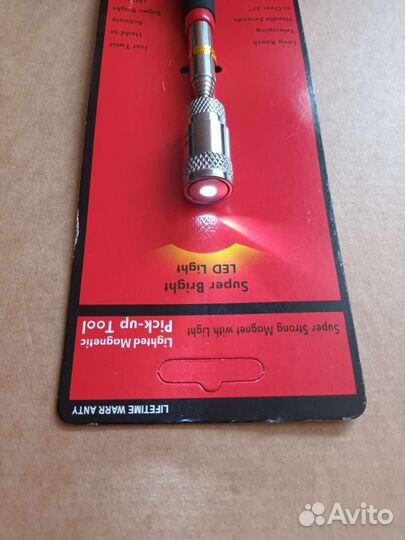 LIFETIME WARRANTY
Lighted Magnetic
Pick-up Tool
Super Strong Magnet with Light
Super Bright
LED Light
Long Reach
Telescoping
Handle Extends
to Over 31"
Just Twist
Head to
Activate
Super Bright
Avito